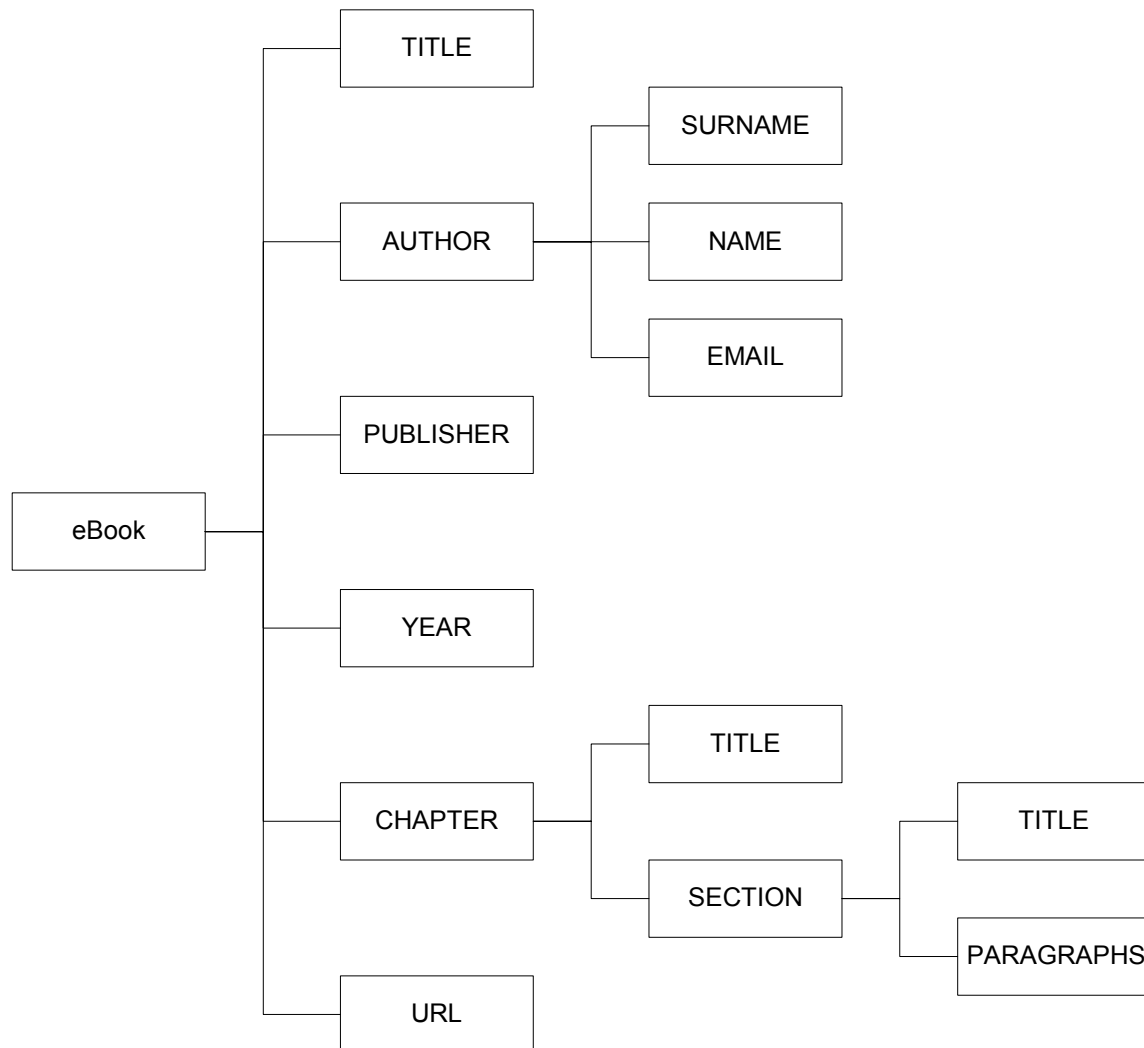 TITLE
SURNAME
AUTHOR
NAME
EMAIL
PUBLISHER
eBook
YEAR
TITLE
CHAPTER
TITLE
SECTION
PARAGRAPHS
URL